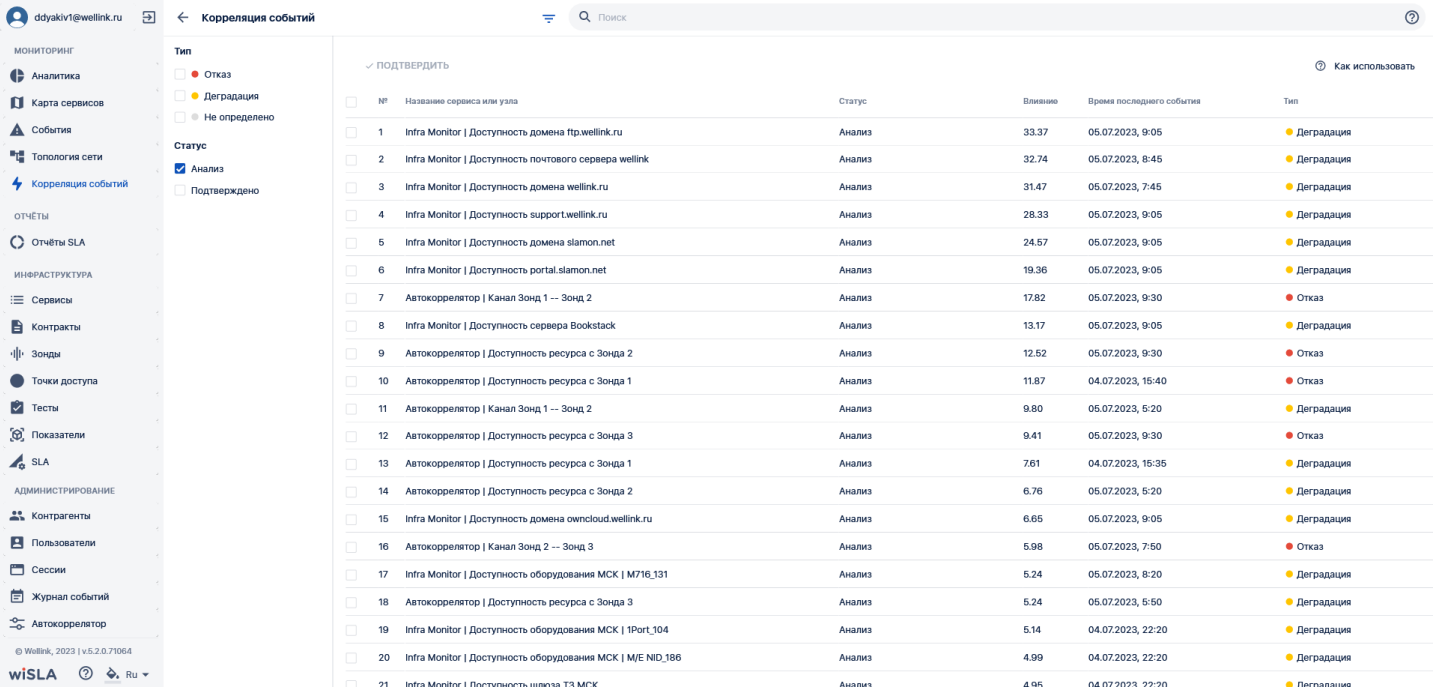 ddyakiv1@wellink.ru
МОНИТОРИНГ
Аналитика
Карта сервисов
События
Топология сети
Корреляция событий
ОТЧЁТЫ
Отчёты SLA
ИНФРАСТРУКТУРА
Сервисы
Контракты
Зонды
Точки доступа
Тесты
Показатели
SLA
АДМИНИСТРИРОВАНИЕ
Контрагенты
Пользователи
Сессии
Журнал событий
Автокоррелятор
© Wellink, 2023 | v.5.2.0.71064
wiSLA Ru
Корреляция событий
Поиск
Тип
Отказ
Деградация
Не определено
Статус
Анализ
Подтверждено
ПОДТВЕРДИТЬ
Как использовать
№ Название сервиса или узла Статус Влияние Время последнего события Тип
1 Infra Monitor | Доступность домена ftp.wellink.ru Анализ 33.37 05.07.2023, 9:05 Деградация
2 Infra Monitor | Доступность почтового сервера wellink Анализ 32.74 05.07.2023, 8:45 Деградация
3 Infra Monitor | Доступность домена wellink.ru Анализ 31.47 05.07.2023, 7:45 Деградация
4 Infra Monitor | Доступность support.wellink.ru Анализ 28.33 05.07.2023, 9:05 Деградация
5 Infra Monitor | Доступность домена slamon.net Анализ 24.57 05.07.2023, 9:05 Деградация
6 Infra Monitor | Доступность portal.slamon.net Анализ 19.36 05.07.2023, 9:05 Деградация
7 Автокоррелятор | Канал Зонд 1 -- Зонд 2 Анализ 17.82 05.07.2023, 9:30 Отказ
8 Infra Monitor | Доступность сервера Bookstack Анализ 13.17 05.07.2023, 9:05 Деградация
9 Автокоррелятор | Доступность ресурса с Зонда 2 Анализ 12.52 05.07.2023, 9:30 Отказ
10 Автокоррелятор | Доступность ресурса с Зонда 1 Анализ 11.87 04.07.2023, 15:40 Отказ
11 Автокоррелятор | Канал Зонд 1 -- Зонд 2 Анализ 9.80 05.07.2023, 5:20 Деградация
12 Автокоррелятор | Доступность ресурса с Зонда 3 Анализ 9.41 05.07.2023, 9:30 Отказ
13 Автокоррелятор | Доступность ресурса с Зонда 1 Анализ 7.61 04.07.2023, 15:35 Деградация
14 Автокоррелятор | Доступность ресурса с Зонда 2 Анализ 6.76 05.07.2023, 5:20 Деградация
15 Infra Monitor | Доступность домена owncloud.wellink.ru Анализ 6.65 05.07.2023, 9:05 Деградация
16 Автокоррелятор | Канал Зонд 2 -- Зонд 3 Анализ 5.98 05.07.2023, 7:50 Отказ
17 Infra Monitor | Доступность оборудования МСК | M716_131 Анализ 5.24 05.07.2023, 8:20 Деградация
18 Автокоррелятор | Доступность ресурса с Зонда 3 Анализ 5.24 05.07.2023, 5:50 Деградация
19 Infra Monitor | Доступность оборудования МСК | 1Port_104 Анализ 5.14 04.07.2023, 22:20 Деградация
20 Infra Monitor | Доступность оборудования МСК | M/E NID_186 Анализ 4.99 04.07.2023, 22:20 Деградация
21 Infra Monitor | Доступность шлюза ТЗ МСК Анализ 4.95 04.07.2023, 22:20 Деградация